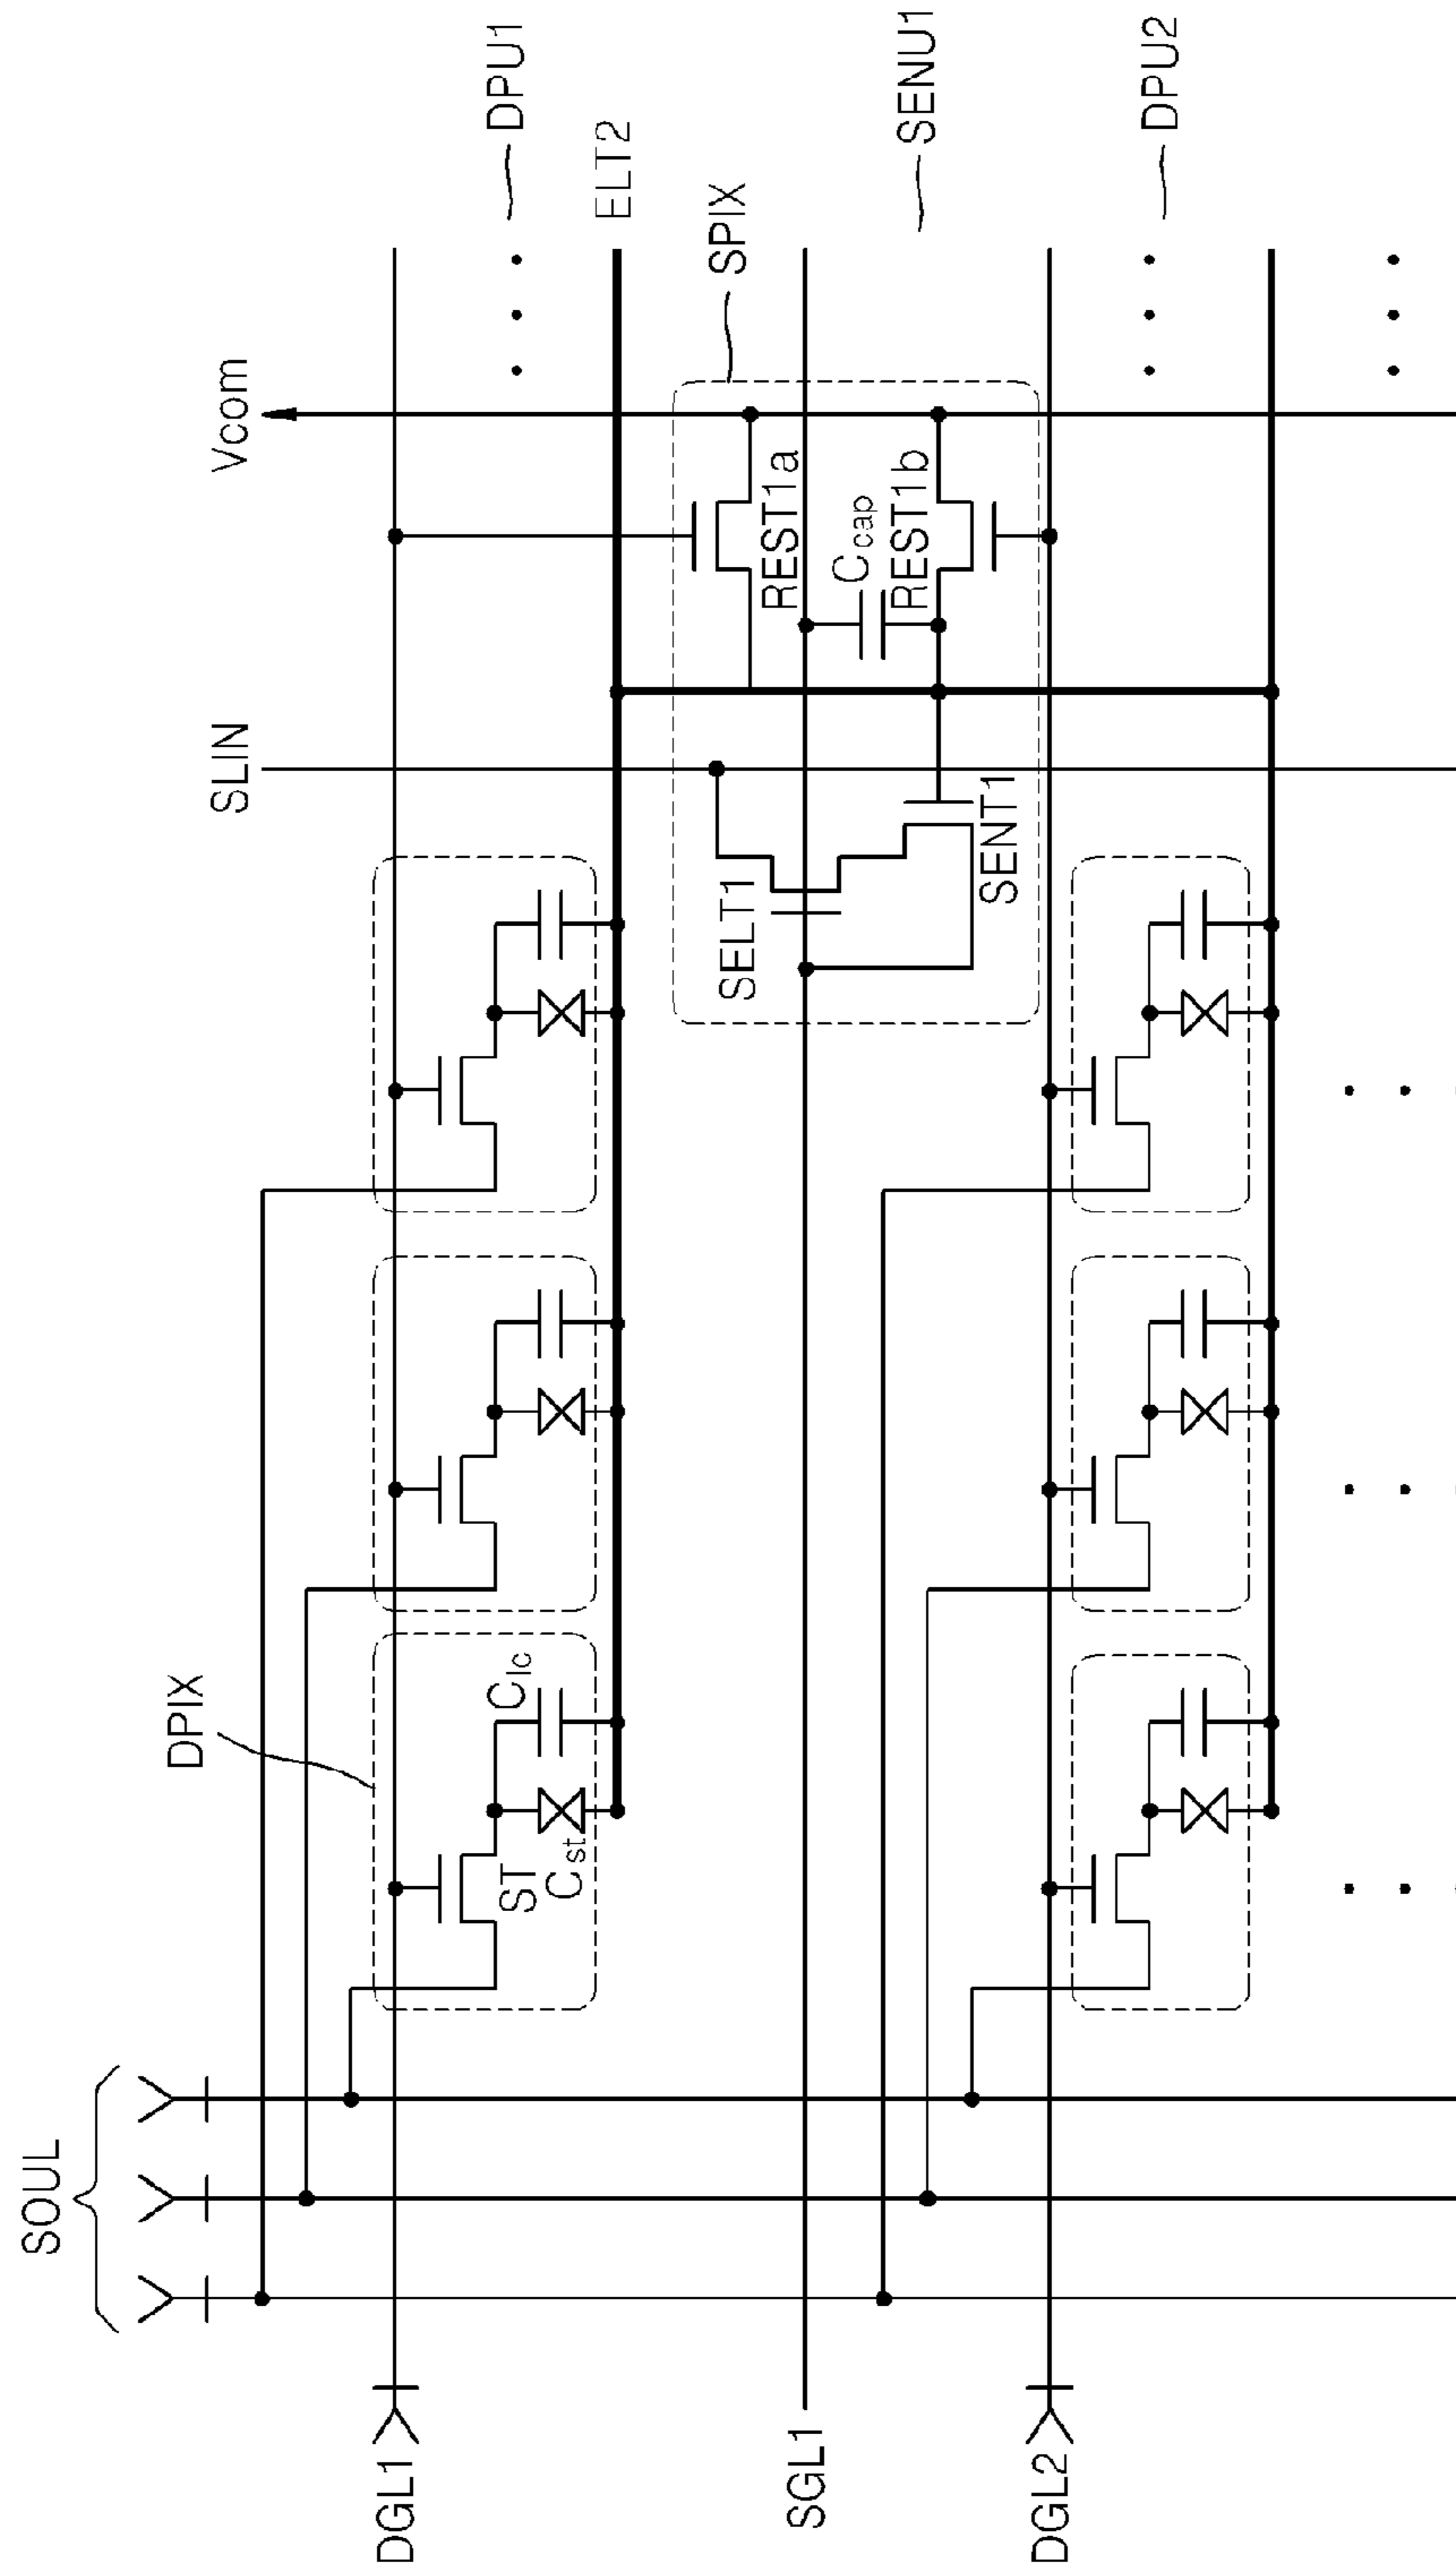 SOUL
DPIX
SLIN
Vcom
DGL1
ST
Cst
Clc
DPU1
ELT2
SPIX
SELT1
REST1a
SGL1
Ccap
REST1b
SENT1
SENU1
DGL2
DPU2